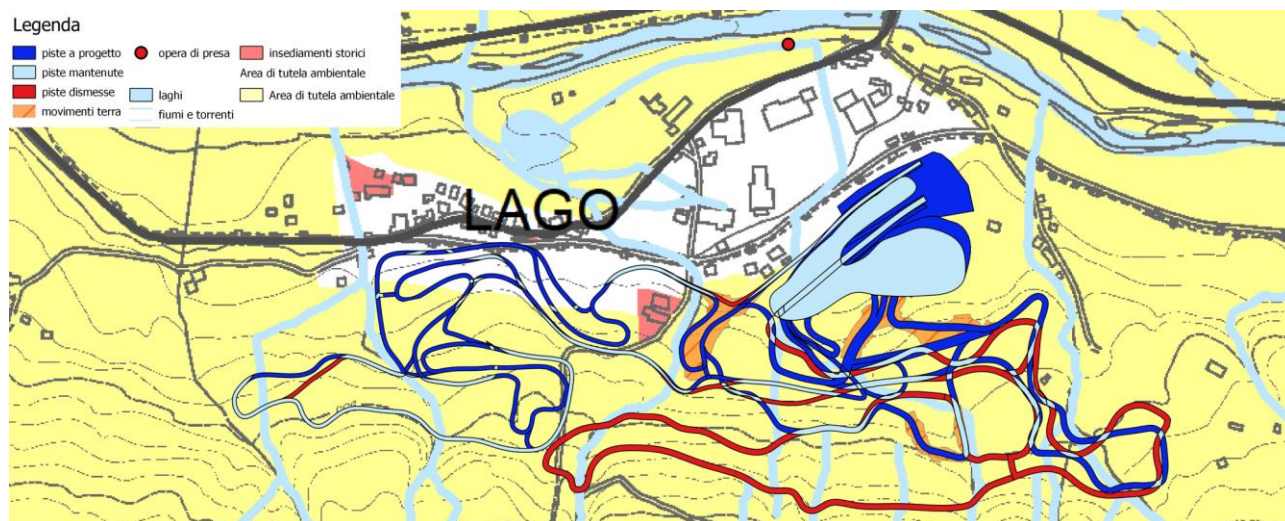 Legenda
piste a progetto
piste mantenute
piste dismesse
movimenti terra
opera di presa
laghi
fiumi e torrenti
insediamenti storici
Area di tutela ambientale
Area di tutela ambientale
LAGO